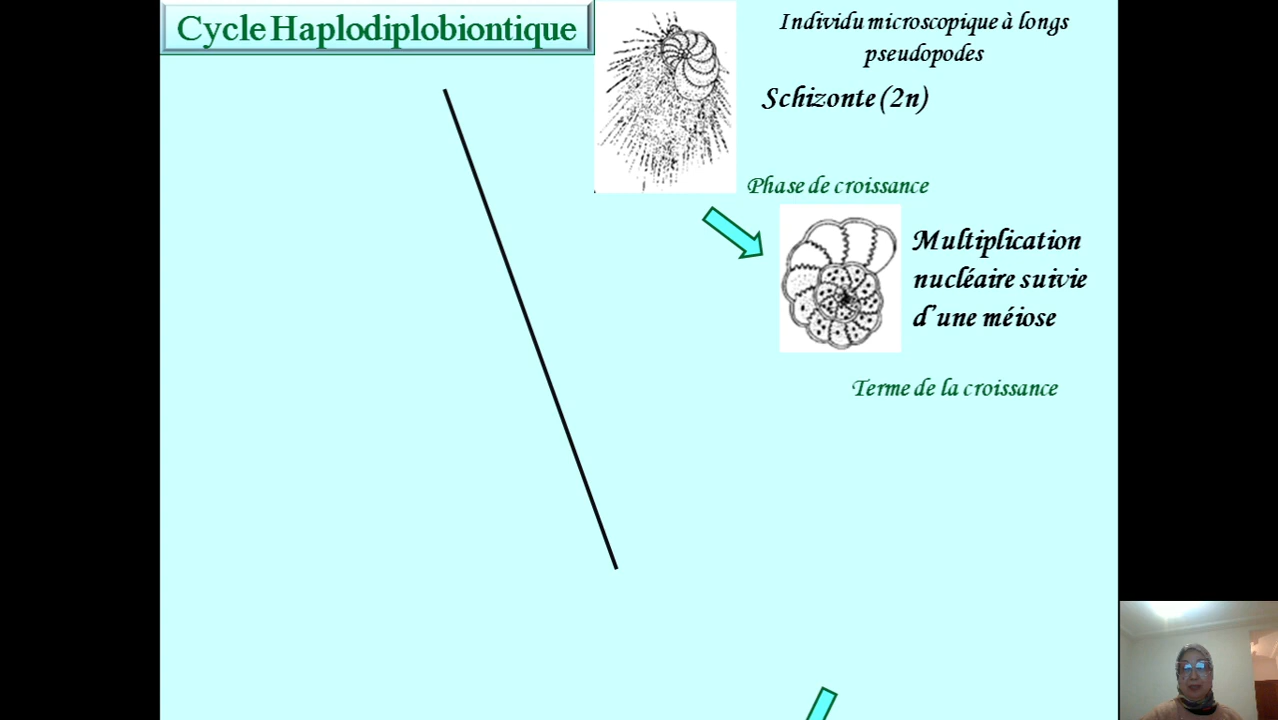 Cycle Haplodiplobiontique
Individu microscopique à longs
pseudopodes
Schizonte (2n)
Phase de croissance
Multiplication
nucléaire suivie
d'une méiose
Terme de la croissance